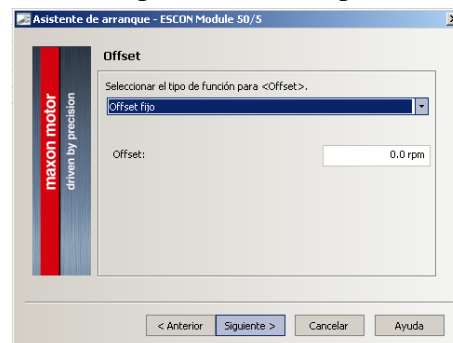 Asistente de arranque - ESCON Module 50/5
Offset
Seleccionar el tipo de función para <Offset>.
Offset fijo
Offset:
0.0 rpm
maxon motor
driven by precision
< Anterior
Siguiente >
Cancelar
Ayuda